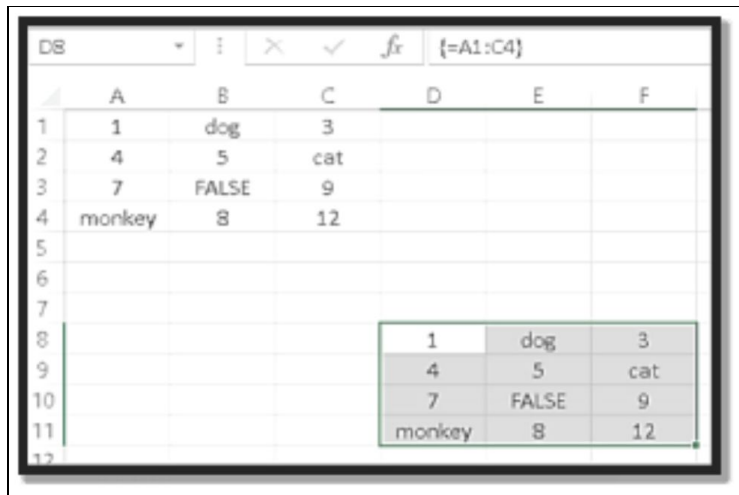 D8 fx {=A1:C4}
A B C D E F
1 1 dog 3
2 4 5 cat
3 7 FALSE 9
4 monkey 8 12
5
6
7
8 1 dog 3
9 4 5 cat
10 7 FALSE 9
11 monkey 8 12
12